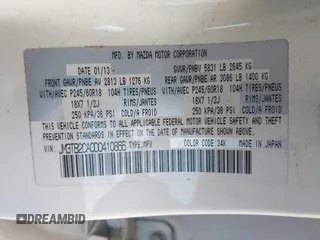 MFD. BY MAZDA MOTOR CORPORATION
DATE 01/13 - GVWR/PNBV 5831 LB 2645 KG
FRONT GAWR/PNBE AV 2813 LB 1276 KG REAR GAWR/PNBE AR 3086 LB 1400 KG
WITH/AVEC P245/60R18 104H TIRES/PNEUS WITH/AVEC P245/60R18 104H TIRES/PNEUS
18X7 1/2J RIMS/JANTES 18X7 1/2J RIMS/JANTES
250 KPA/36 PSI COLD/A FROID 250 KPA/36 PSI COLD/A FROID
THIS VEHICLE CONFORMS TO ALL APPLICABLE FEDERAL MOTOR VEHICLE SAFETY
AND THEFT PREVENTION STANDARDS IN EFFECT ON THE DATE OF
MANUFACTURE SHOWN ABOVE.
VIN: JM3TB2CA0D0410866 TYPE:MPV COLOR CODE:34K MADE IN JAPAN
© BIDFAX AUTOASTAT